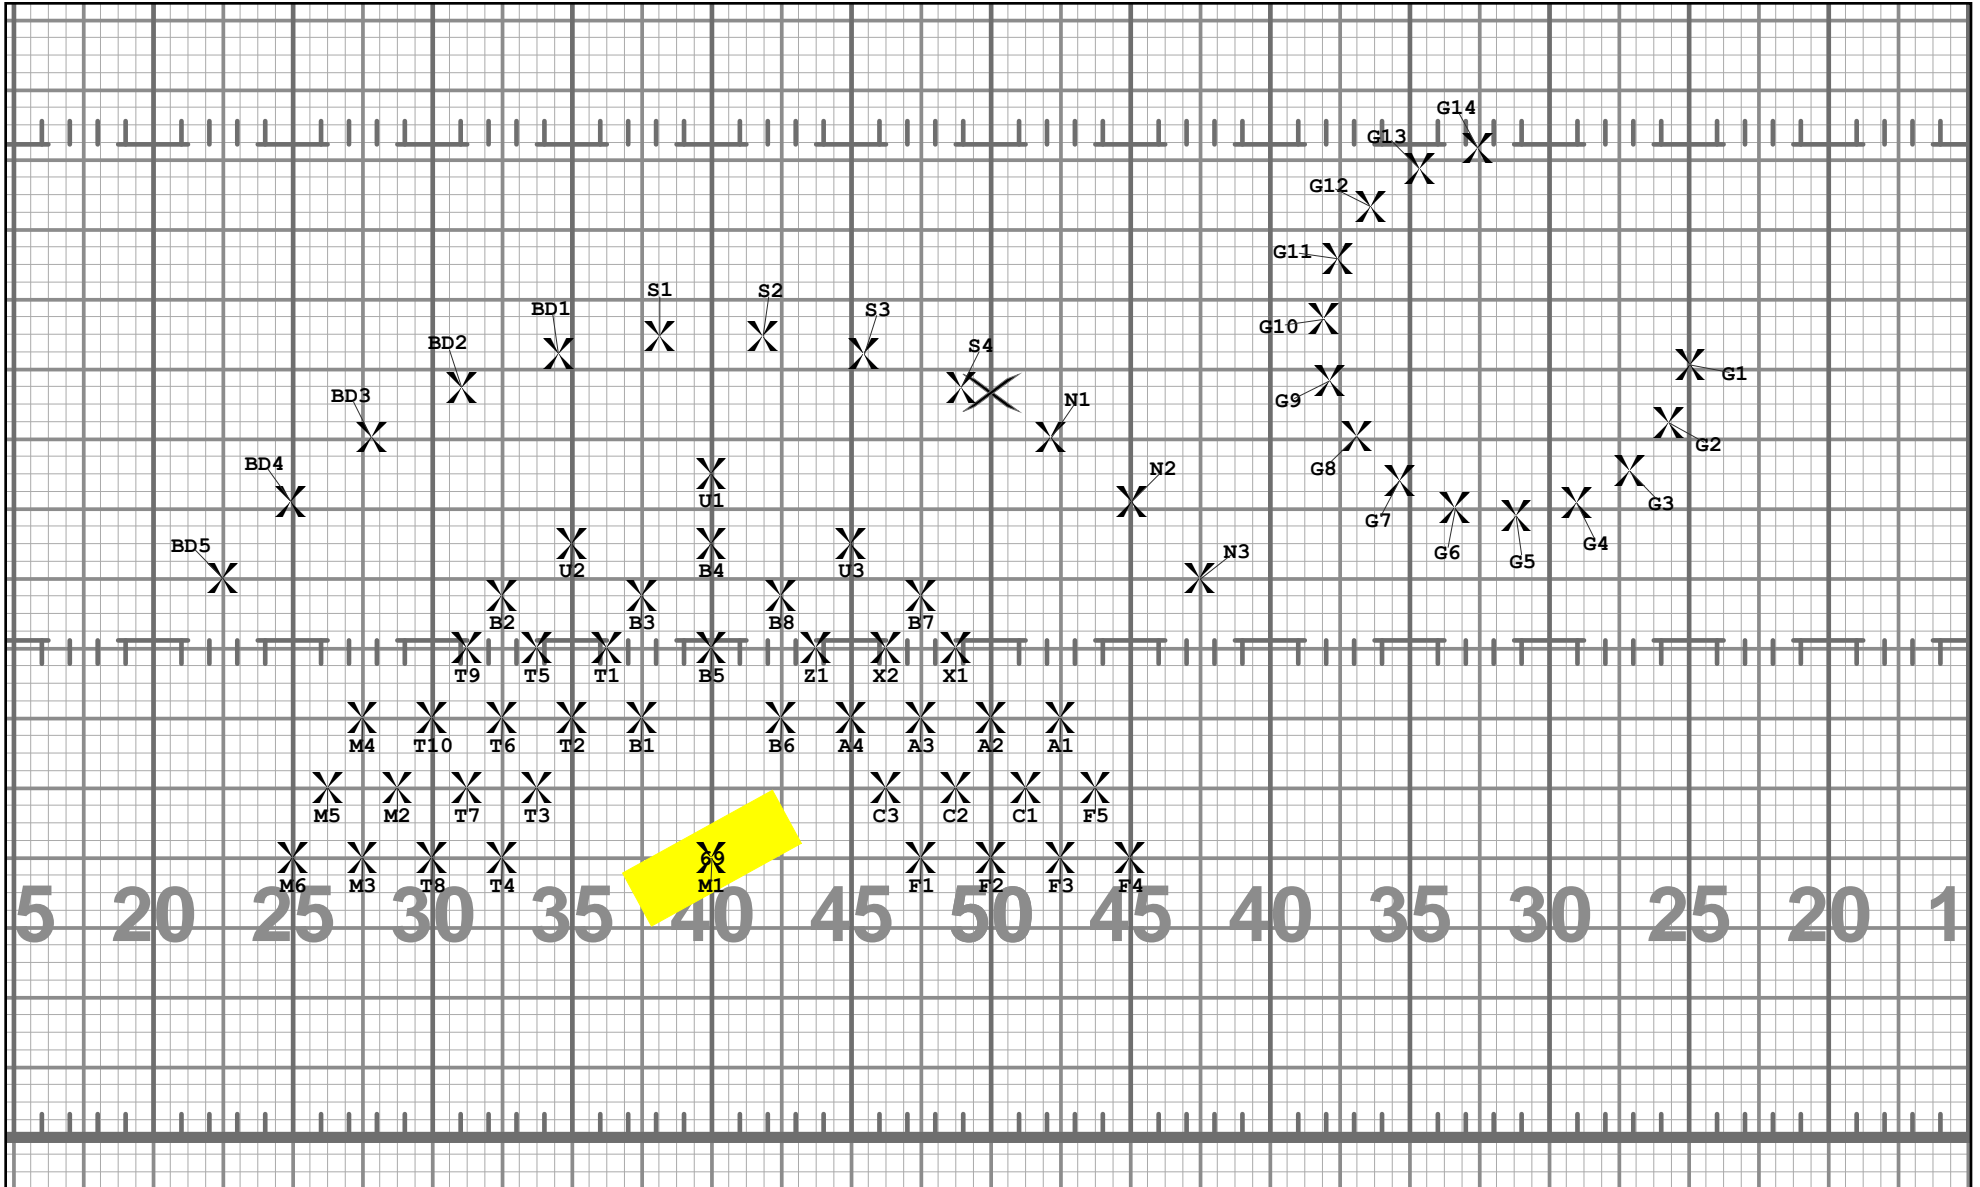 G14
G13
G12
G11
S1 S2
BD1 S3
G10
BD2 S4
G1
BD3 N1 G9
G2
BD4 N2 G8
U1 G3
G7
BD5 N3 G6 G4
U2 B4 U3 G5
B2 B3 B8 B7
T9 T5 T1 B5 Z1 X2 X1
M4 T10 T6 T2 B1 B6 A4 A3 A2 A1
M5 M2 T7 T3 C3 C2 C1 F5
69
M6 M3 T8 T4 M1 F1 F2 F3 F4
5 20 25 30 35 40 45 50 45 40 35 30 25 20 1